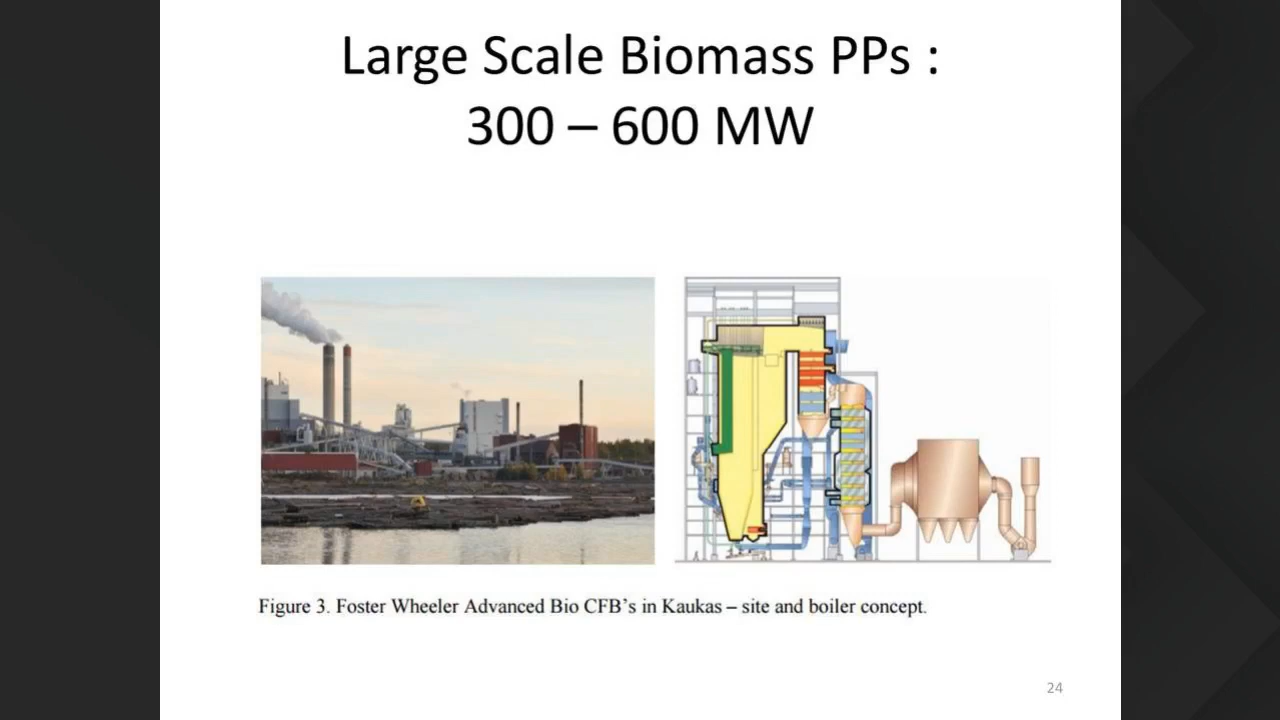 Large Scale Biomass PPs :
300 – 600 MW
Figure 3. Foster Wheeler Advanced Bio CFB's in Kaukas – site and boiler concept.
24